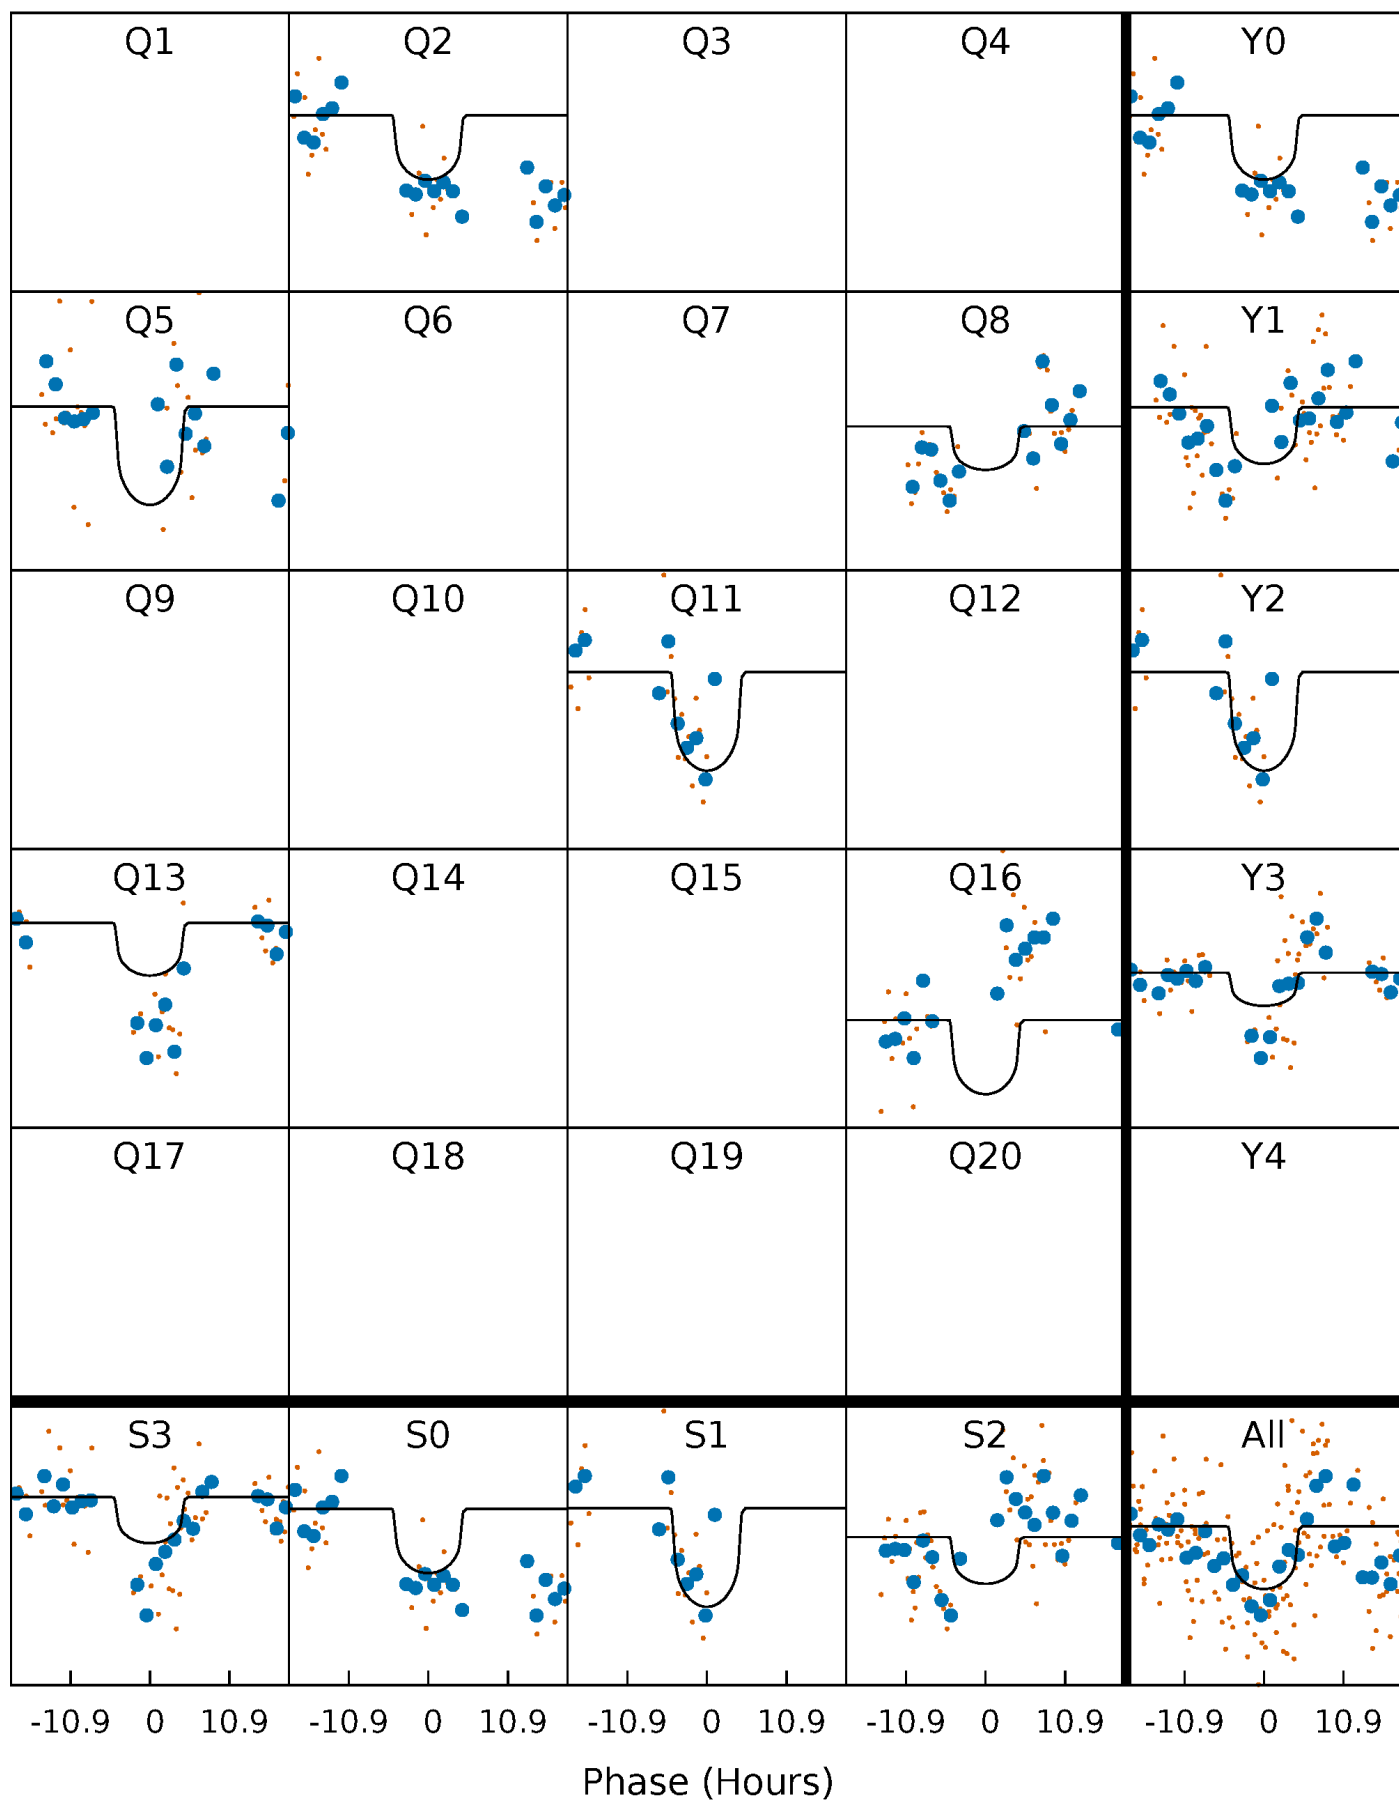 Q1 Q2 Q3 Q4 Y0
Q5 Q6 Q7 Q8 Y1
Q9 Q10 Q11 Q12 Y2
Q13 Q14 Q15 Q16 Y3
Q17 Q18 Q19 Q20 Y4
S3 S0 S1 S2 All
-10.9 0 10.9 -10.9 0 10.9 -10.9 0 10.9 -10.9 0 10.9 -10.9 0 10.9
Phase (Hours)